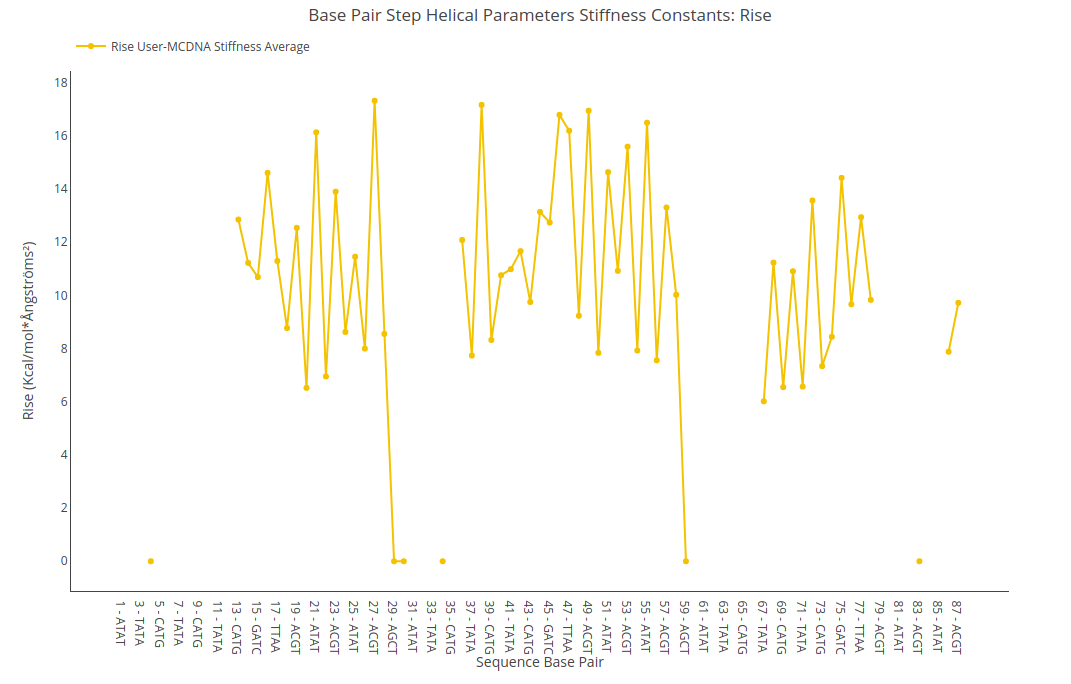 Base Pair Step Helical Parameters Stiffness Constants: Rise
Rise User-MCDNA Stiffness Average
18
16
14
12
10
8
6
4
2
0
Rise (Kcal/mol*Ångströms²)
1 - ATAT
3 - TATA
5 - CATG
7 - TATA
9 - CATG
11 - TATA
13 - CATG
15 - GATC
17 - TTAA
19 - ACGT
21 - ATAT
23 - ACGT
25 - ATAT
27 - ACGT
29 - AGCT
31 - ATAT
33 - TATA
35 - CATG
37 - TATA
39 - CATG
41 - TATA
43 - CATG
45 - GATC
47 - TTAA
49 - ACGT
51 - ATAT
53 - ACGT
55 - ATAT
57 - ACGT
59 - AGCT
61 - ATAT
63 - TATA
65 - CATG
67 - TATA
69 - CATG
71 - TATA
73 - CATG
75 - GATC
77 - TTAA
79 - ACGT
81 - ATAT
83 - ACGT
85 - ATAT
87 - ACGT
Sequence Base Pair